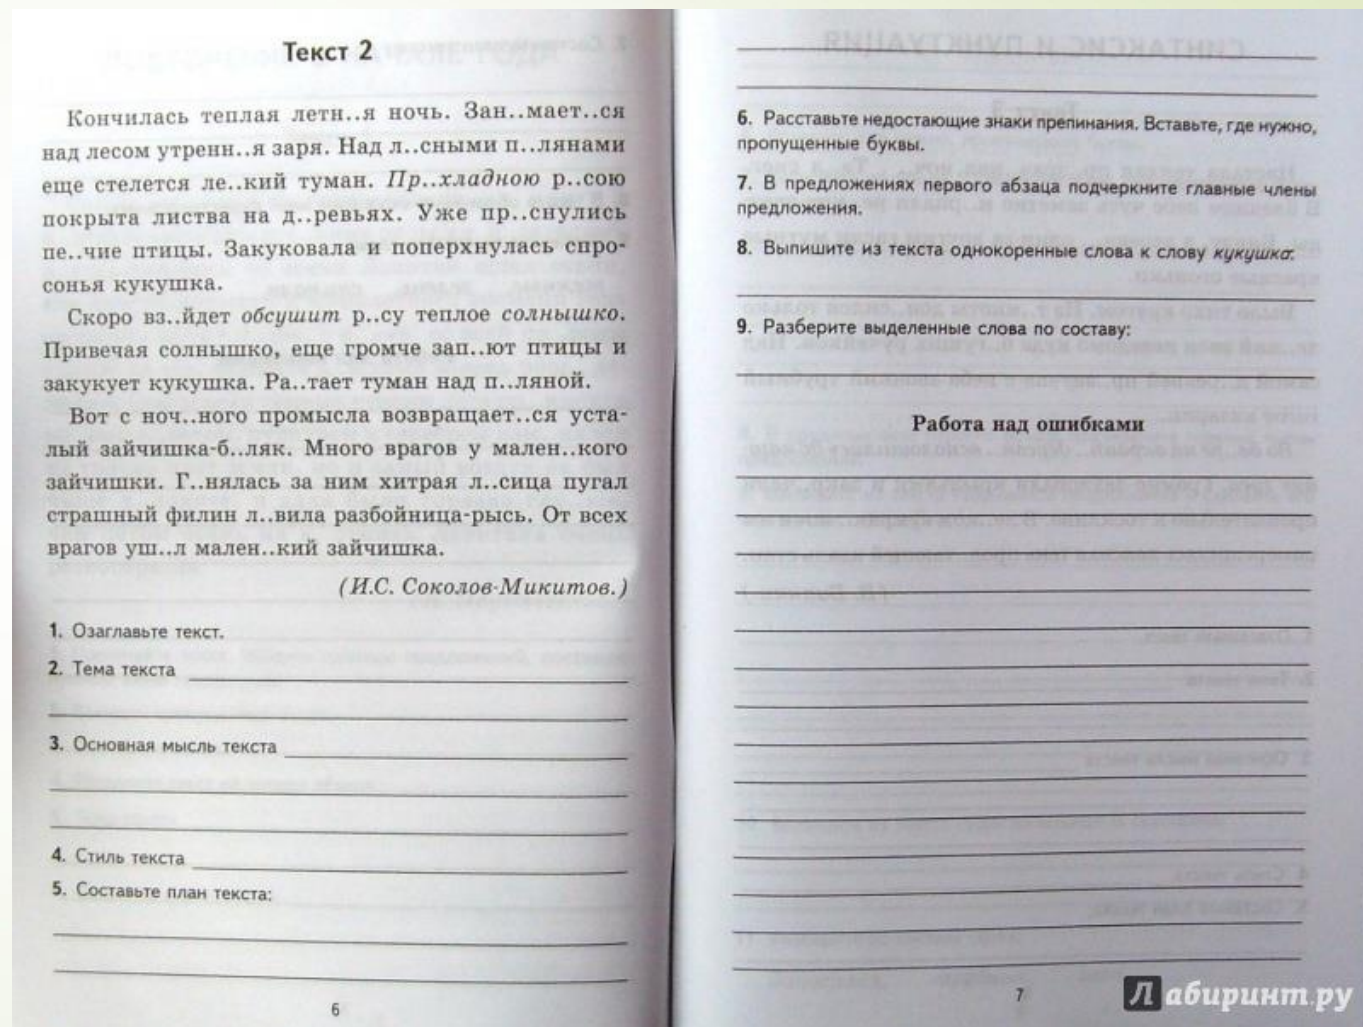 Текст 2
Кончилась теплая летн..я ночь. Зан..мает..ся
над лесом утренн..я заря. Над л..сными п..лянами
еще стелется ле..кий туман. Пр..хладною р..сою
покрыта листва на д..ревьях. Уже пр..снулись
пе..чие птицы. Закуковала и поперхнулась спро-
сонья кукушка.
Скоро вз..йдет обсушит р..су теплое солнышко.
Привечая солнышко, еще громче зап..ют птицы и
закукует кукушка. Ра..тает туман над п..ляной.
Вот с ноч..ного промысла возвращает..ся уста-
лый зайчишка-б..ляк. Много врагов у мален..кого
зайчишки. Г..нялась за ним хитрая л..сица пугал
страшный филин л..вила разбойница-рысь. От всех
врагов уш..л мален..кий зайчишка.
(И.С. Соколов-Микитов.)
1. Озаглавьте текст.
2. Тема текста
3. Основная мысль текста
4. Стиль текста
5. Составьте план текста:
6
6. Расставьте недостающие знаки препинания. Вставьте, где нужно,
пропущенные буквы.
7. В предложениях первого абзаца подчеркните главные члены
предложения.
8. Выпишите из текста однокоренные слова к слову кукушка:
9. Разберите выделенные слова по составу:
Работа над ошибками
7
Лабиринт.ру